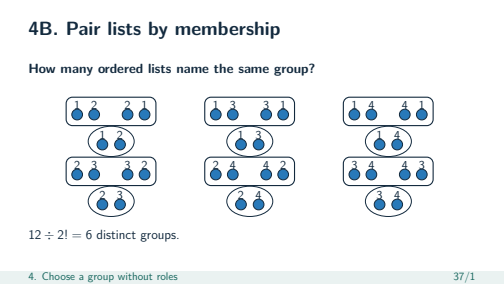 4B. Pair lists by membership
How many ordered lists name the same group?
1 2 2 1 1 3 3 1 1 4 4 1
1 2 1 3 1 4
2 3 3 2 2 4 4 2 3 4 4 3
2 3 2 4 3 4
12 ÷ 2! = 6 distinct groups.
4. Choose a group without roles 37/1